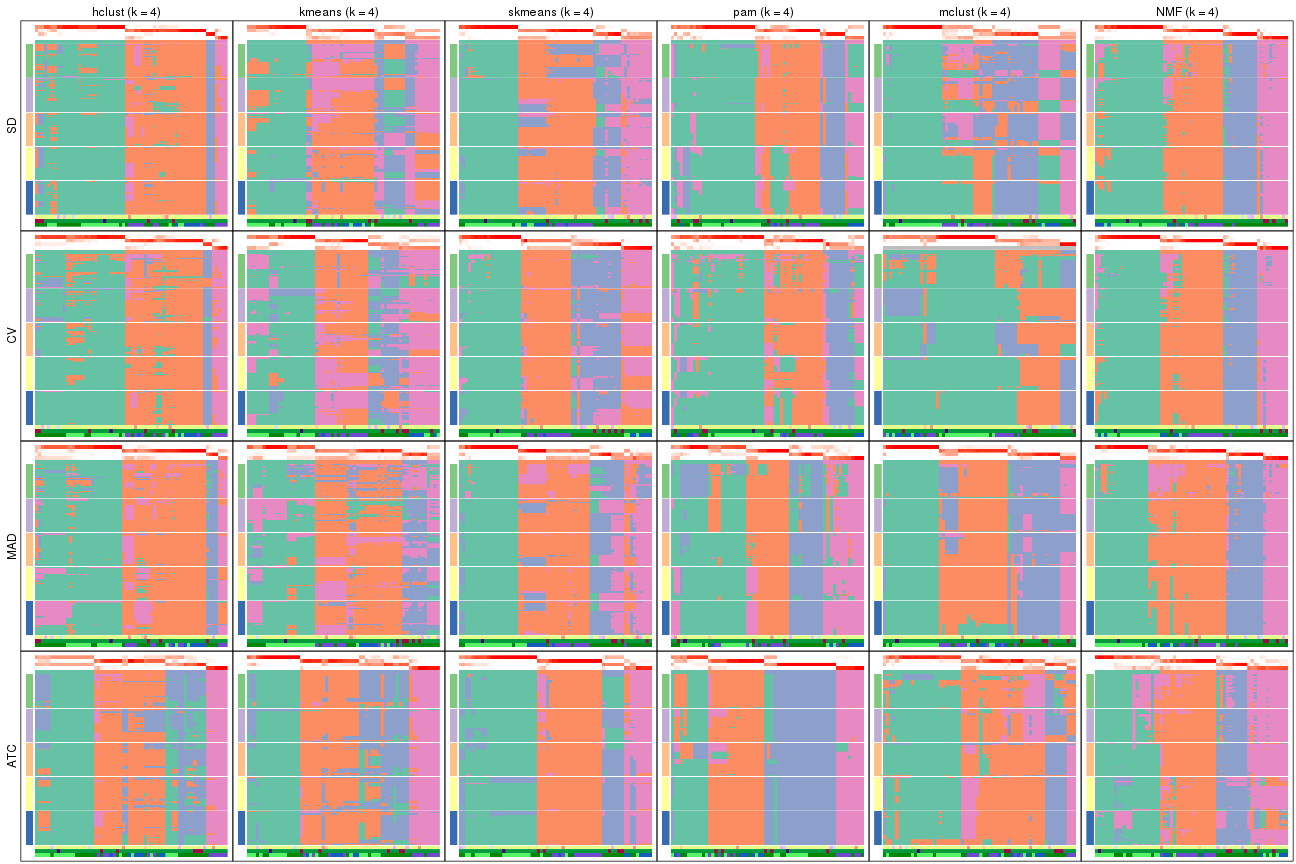 hclust (k = 4) kmeans (k = 4) skmeans (k = 4) pam (k = 4) mclust (k = 4) NMF (k = 4)
SD
CV
MAD
ATC